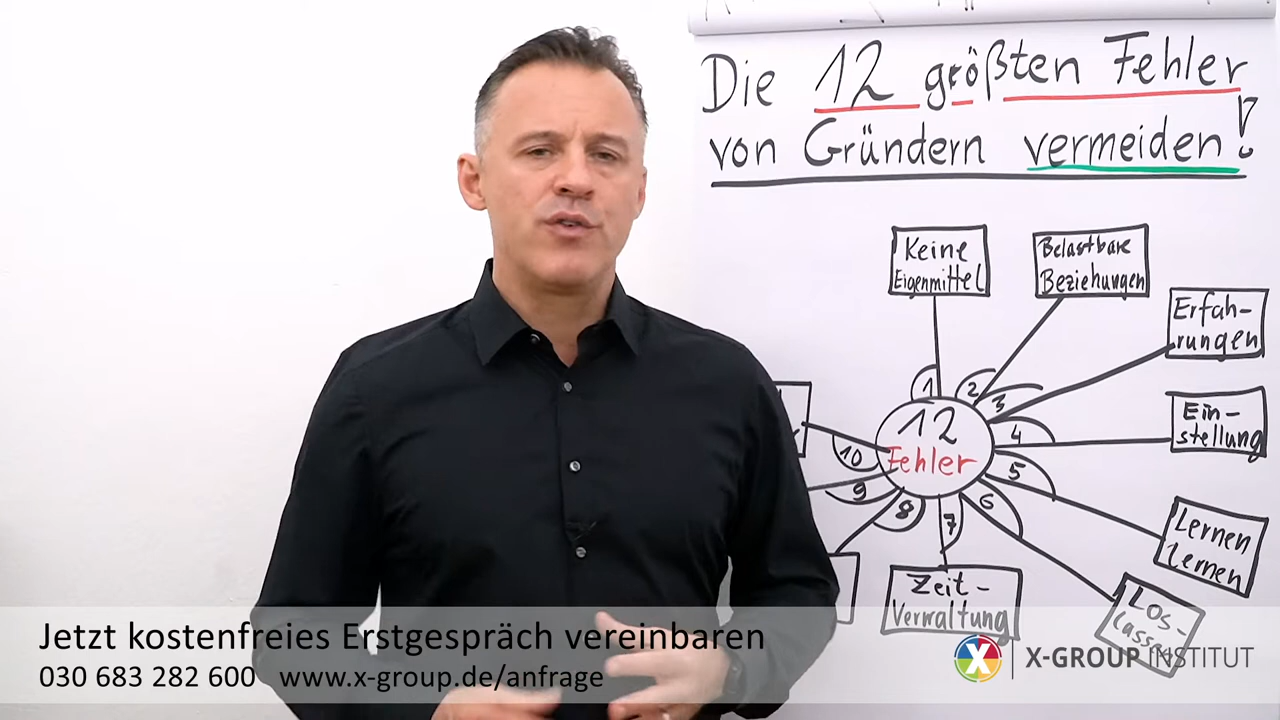 Die 12 größten Fehler
von Gründern vermeiden!
Keine
Eigenmittel
Belastbare
Beziehungen
Erfah-
rungen
Ein-
stellung
Lernen
Lernen
Los-
lassen
Zeit-
Verwaltung
12
Fehler
1
2
3
4
5
6
7
8
9
10
Jetzt kostenfreies Erstgespräch vereinbaren
030 683 282 600 www.x-group.de/anfrage
X-GROUP INSTITUT